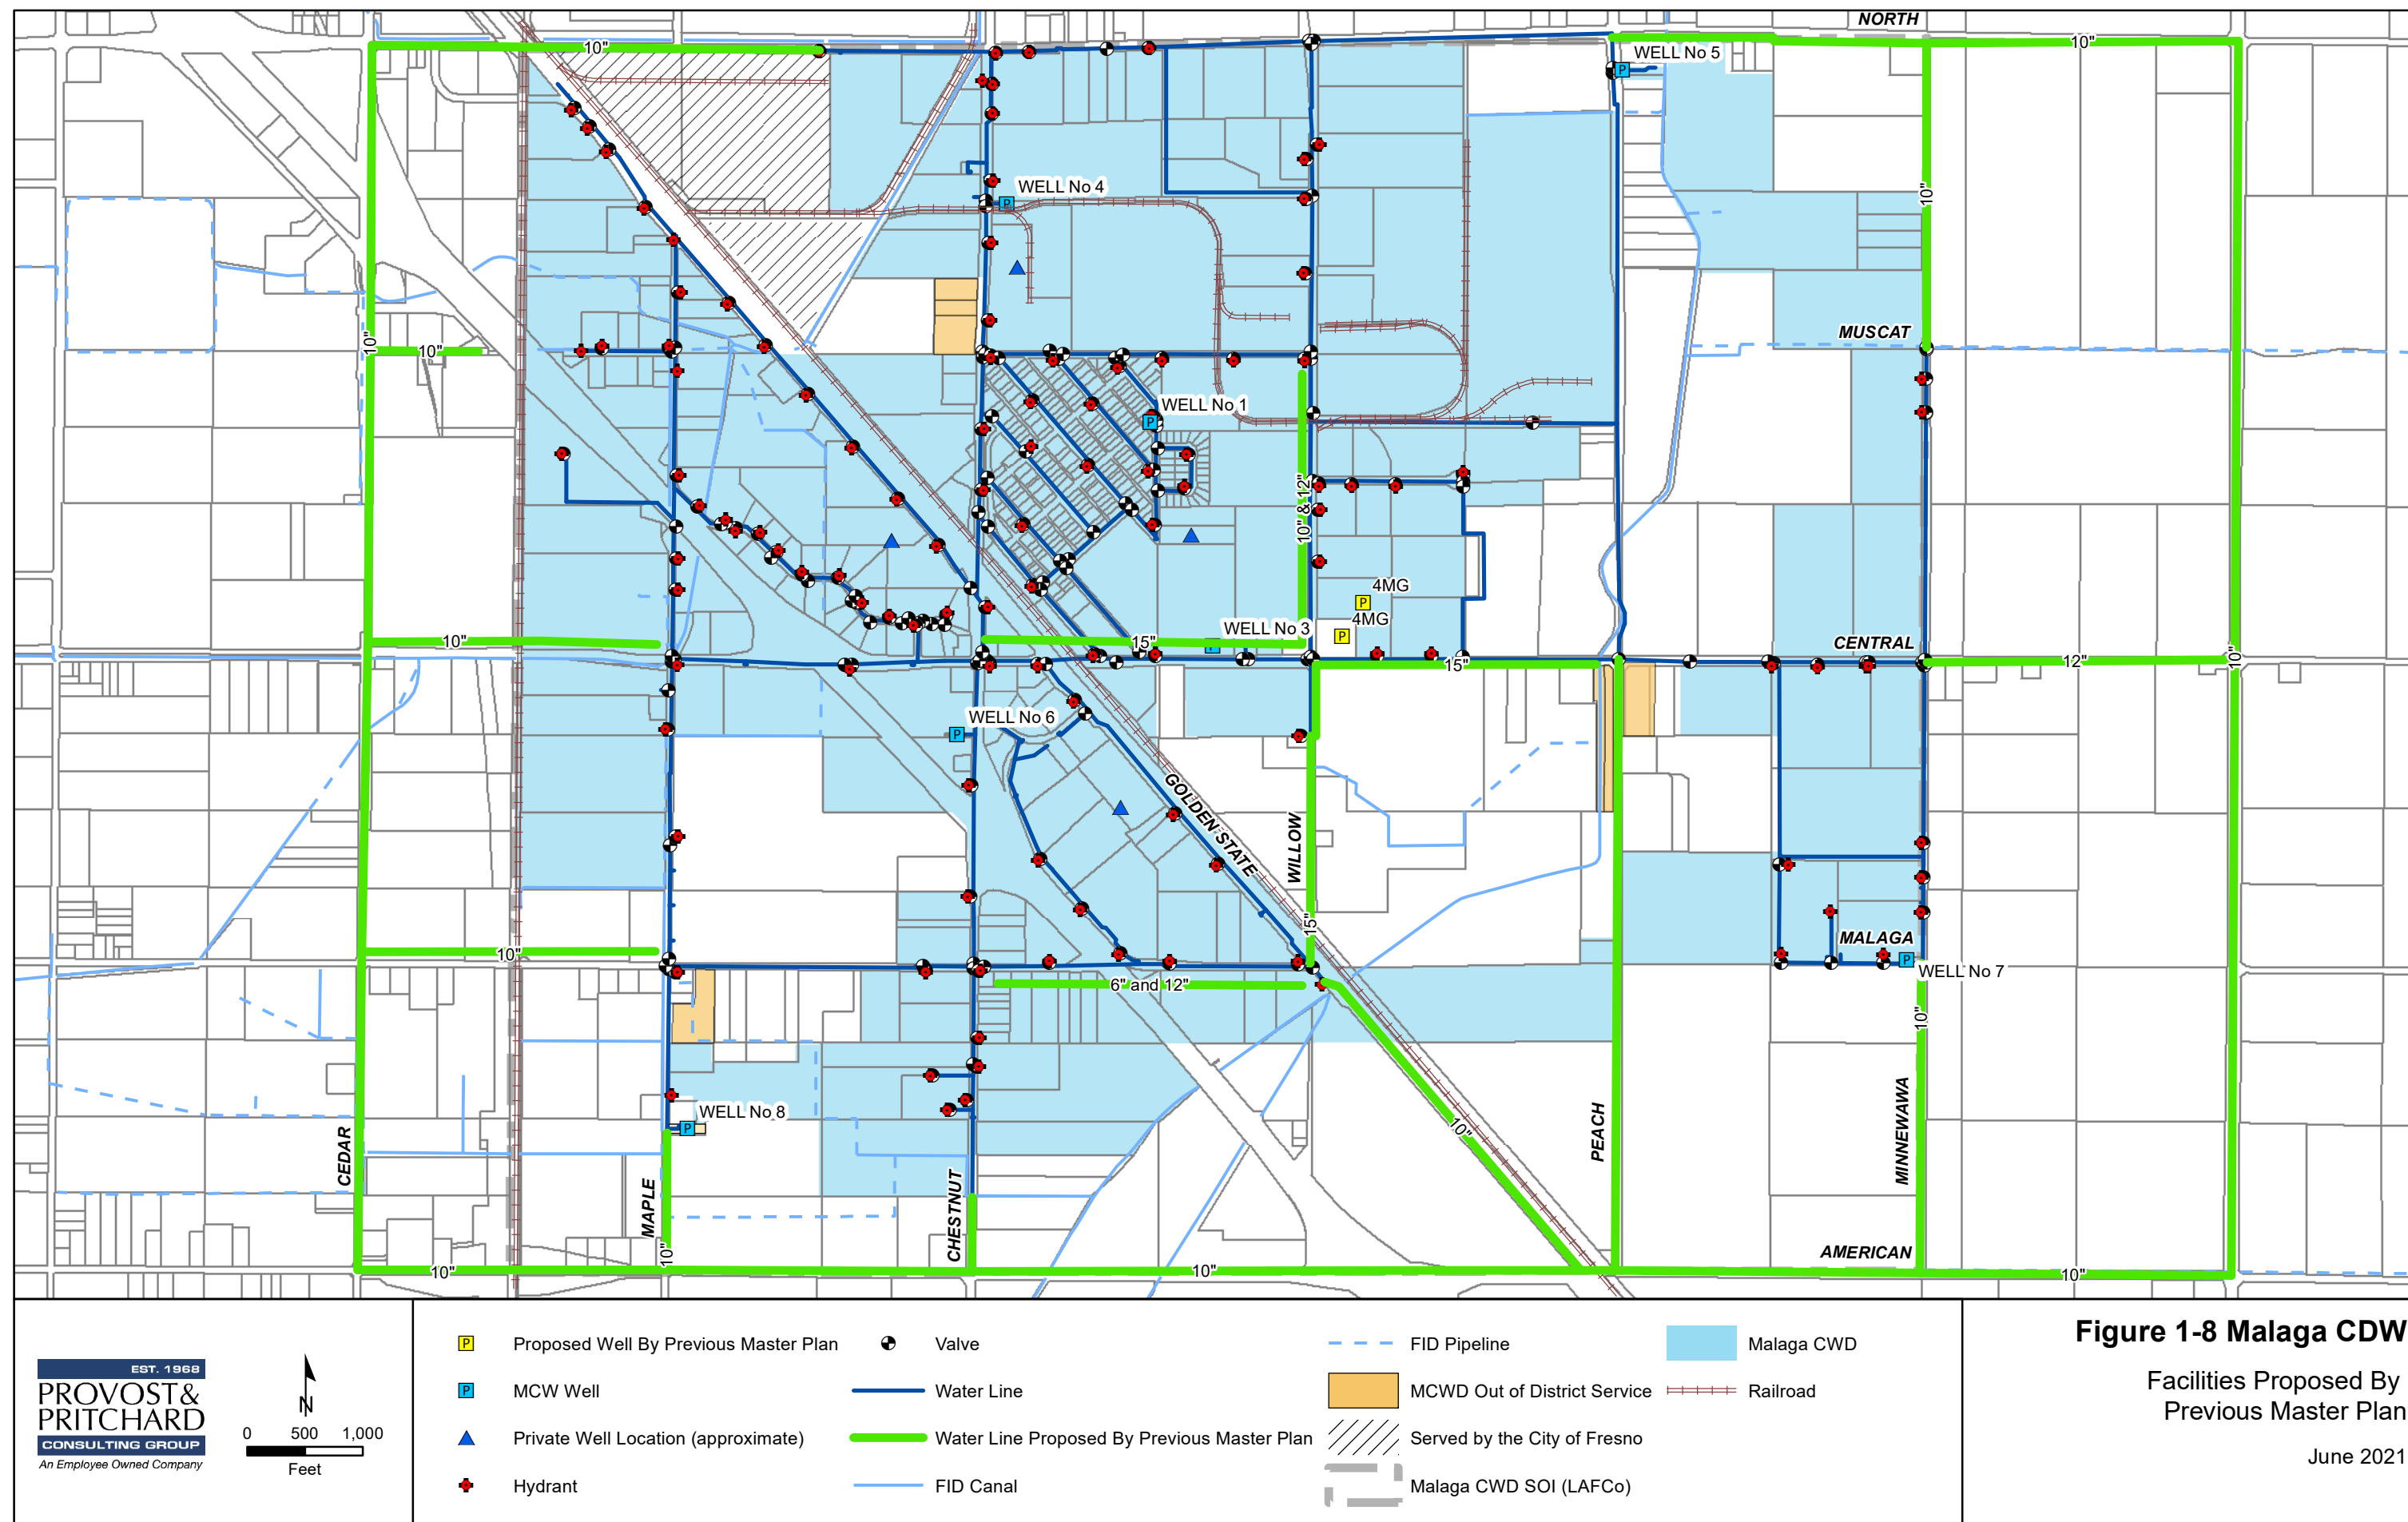 NORTH
10"
10"
WELL No 5
WELL No 4
10"
MUSCAT
10"
10"
WELL No 1
10" & 12"
4MG
4MG
WELL No 3
CENTRAL
10"
15"
15"
12"
10"
WELL No 6
GOLDEN STATE
WILLOW
15"
MALAGA
10"
WELL No 7
6" and 12"
10"
WELL No 8
10"
CEDAR
MAPLE
CHESTNUT
PEACH
MINNEWAWA
10"
AMERICAN
10"
10"
10"
EST. 1968
PROVOST&
PRITCHARD
CONSULTING GROUP
An Employee Owned Company
N
0 500 1,000
Feet
P Proposed Well By Previous Master Plan
P MCW Well
Private Well Location (approximate)
Hydrant
Valve
Water Line
Water Line Proposed By Previous Master Plan
FID Canal
FID Pipeline
MCWD Out of District Service
Served by the City of Fresno
Malaga CWD SOI (LAFCo)
Malaga CWD
Railroad
Figure 1-8 Malaga CDW
Facilities Proposed By
Previous Master Plan
June 2021